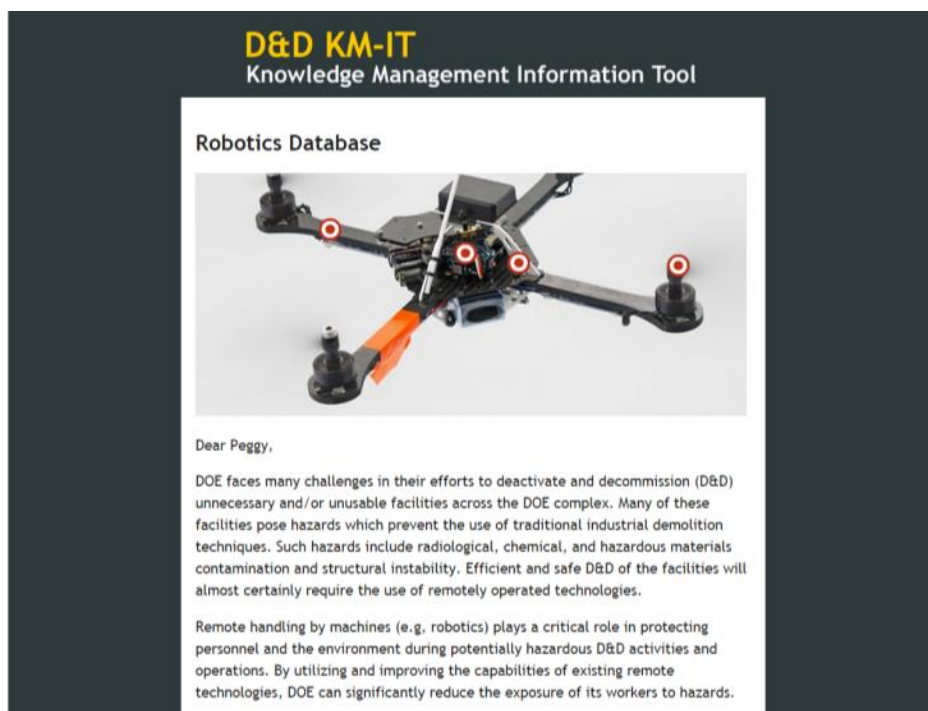 D&D KM-IT
Knowledge Management Information Tool
Robotics Database
Dear Peggy,
DOE faces many challenges in their efforts to deactivate and decommission (D&D)
unnecessary and/or unusable facilities across the DOE complex. Many of these
facilities pose hazards which prevent the use of traditional industrial demolition
techniques. Such hazards include radiological, chemical, and hazardous materials
contamination and structural instability. Efficient and safe D&D of the facilities will
almost certainly require the use of remotely operated technologies.
Remote handling by machines (e.g, robotics) plays a critical role in protecting
personnel and the environment during potentially hazardous D&D activities and
operations. By utilizing and improving the capabilities of existing remote
technologies, DOE can significantly reduce the exposure of its workers to hazards.